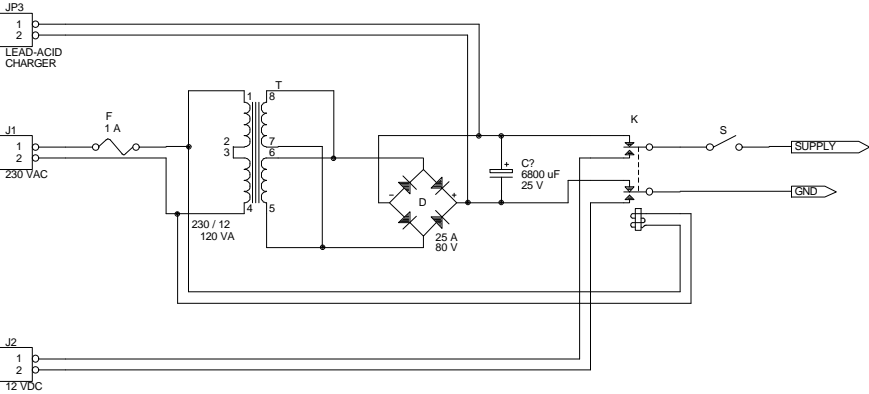 JP3
1
2
LEAD-ACID
CHARGER
J1
1
2
230 VAC
F
1 A
T
1
8
2
7
3
6
4
5
230 / 12
120 VA
-
D
+
25 A
80 V
+
C?
6800 uF
25 V
K
S
SUPPLY
GND
J2
1
2
12 VDC